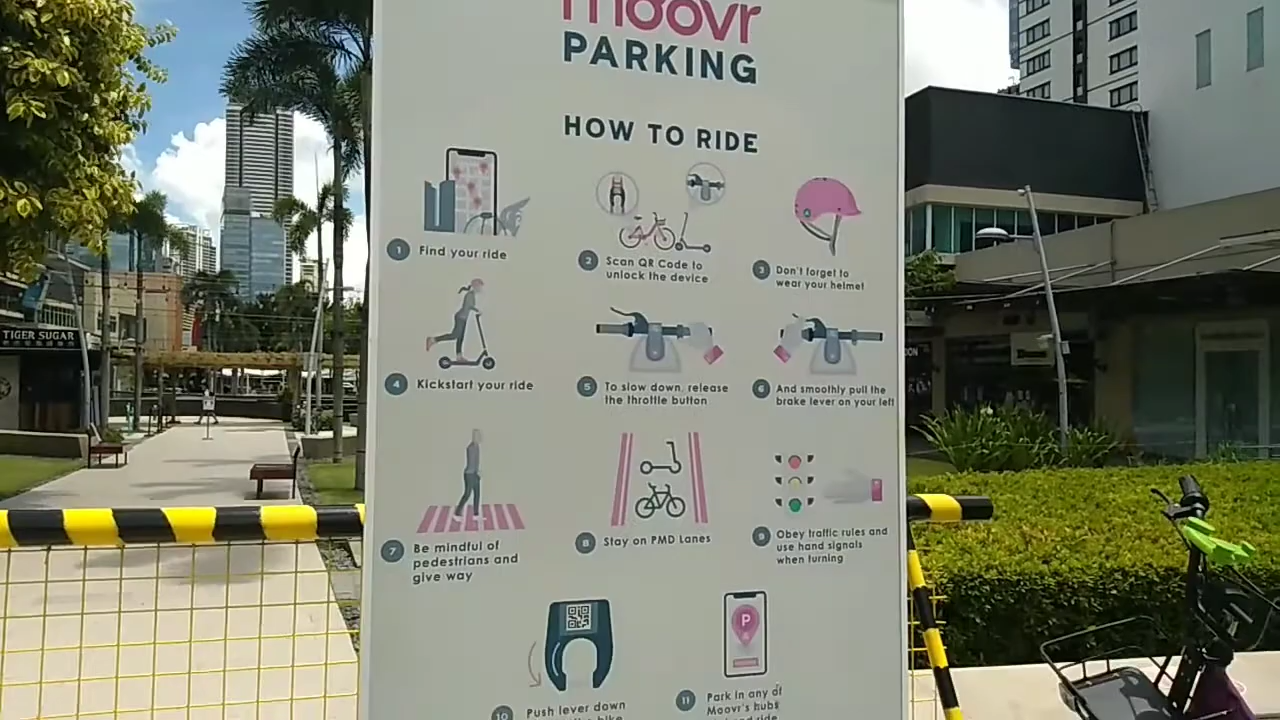 moovr
PARKING
HOW TO RIDE
1 Find your ride
2 Scan QR Code to
unlock the device
3 Don't forget to
wear your helmet
4 Kickstart your ride
5 To slow down, release
the throttle button
6 And smoothly pull the
brake lever on your left
7 Be mindful of
pedestrians and
give way
8 Stay on PMD Lanes
9 Obey traffic rules and
use hand signals
when turning
P
10 Push lever down
bike
11 Park in any of
Moovr's hubs
ride
TIGER SUGAR